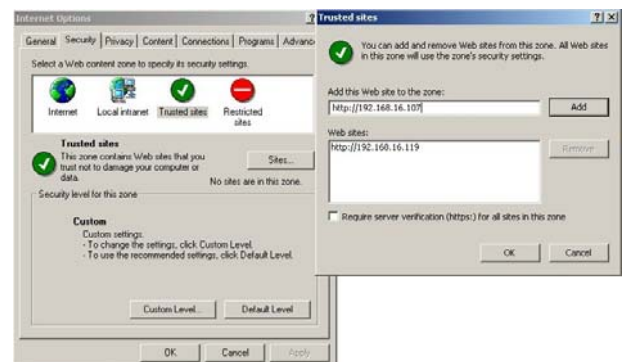 Internet Options
General Security Privacy Content Connections Programs Advanc
Select a Web content zone to specify its security settings.
Internet Local intranet Trusted sites Restricted sites
Trusted sites
This zone contains Web sites that you
trust not to damage your computer or
data.
Sites...
No sites are in this zone.
Security level for this zone
Custom
Custom settings.
- To change the settings, click Custom Level.
- To use the recommended settings, click Default Level.
Custom Level... Default Level
OK Cancel Apply
Trusted sites
You can add and remove Web sites from this zone. All Web sites
in this zone will use the zone's security settings.
Add this Web site to the zone:
http://192.168.16.107 Add
Web sites:
http://192.168.16.119 Remove
Require server verification (https:) for all sites in this zone
OK Cancel